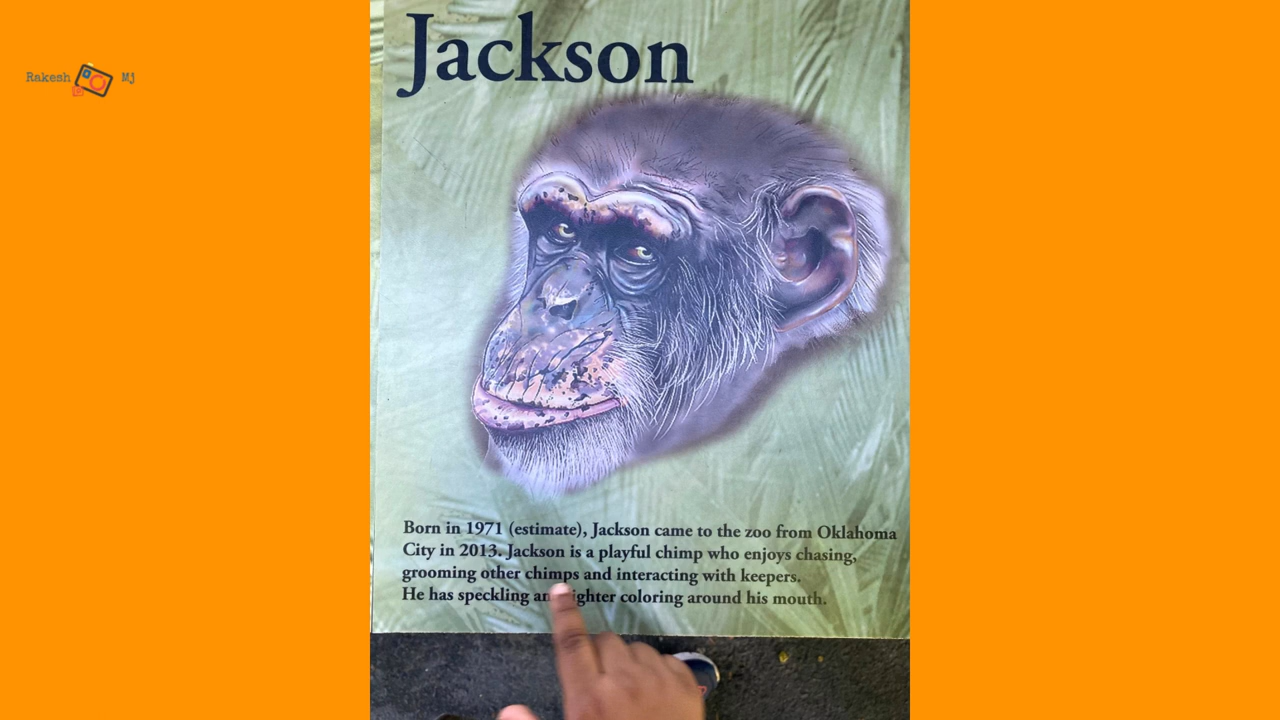 Rakesh Mj
Jackson
Born in 1971 (estimate), Jackson came to the zoo from Oklahoma
City in 2013. Jackson is a playful chimp who enjoys chasing,
grooming other chimps and interacting with keepers.
He has speckling an ighter coloring around his mouth.